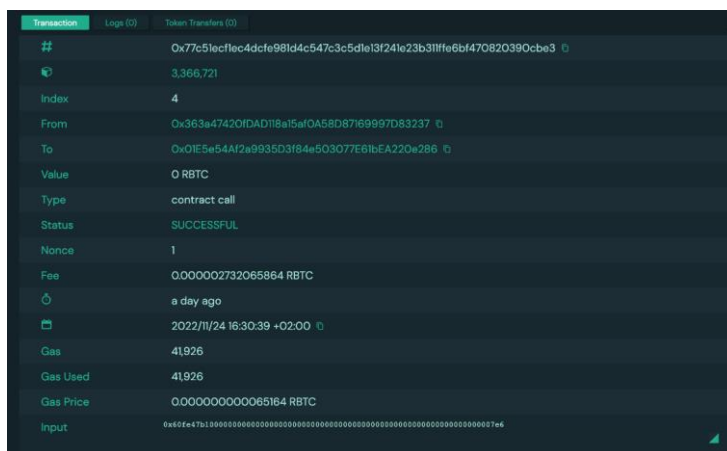 Transaction Logs (0) Token Transfers (0)
#
0x77c51ecf1ec4dcfe981d4c547c3c5d1e13f241e23b311ffe6bf470820390cbe3
3,366,721
Index 4
From 0x363a47420fDAD118a15af0A58D87169997D83237
To 0x01E5e54Af2a9935D3f84e503077E61bEA220e286
Value 0 RBTC
Type contract call
Status SUCCESSFUL
Nonce 1
Fee 0.000002732065864 RBTC
a day ago
2022/11/24 16:30:39 +02:00
Gas 41,926
Gas Used 41,926
Gas Price 0.000000000065164 RBTC
Input